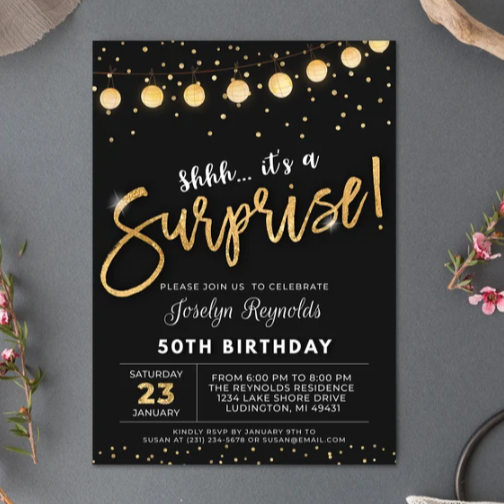 shhh... it's a
Surprise!
PLEASE JOIN US TO CELEBRATE
Joselyn Reynolds
50TH BIRTHDAY
SATURDAY
23
JANUARY
FROM 6:00 PM TO 8:00 PM
THE REYNOLDS RESIDENCE
1234 LAKE SHORE DRIVE
LUDINGTON, MI 49431
KINDLY RSVP BY JANUARY 9TH TO
SUSAN AT (231) 234-5678 OR SUSAN@EMAIL.COM